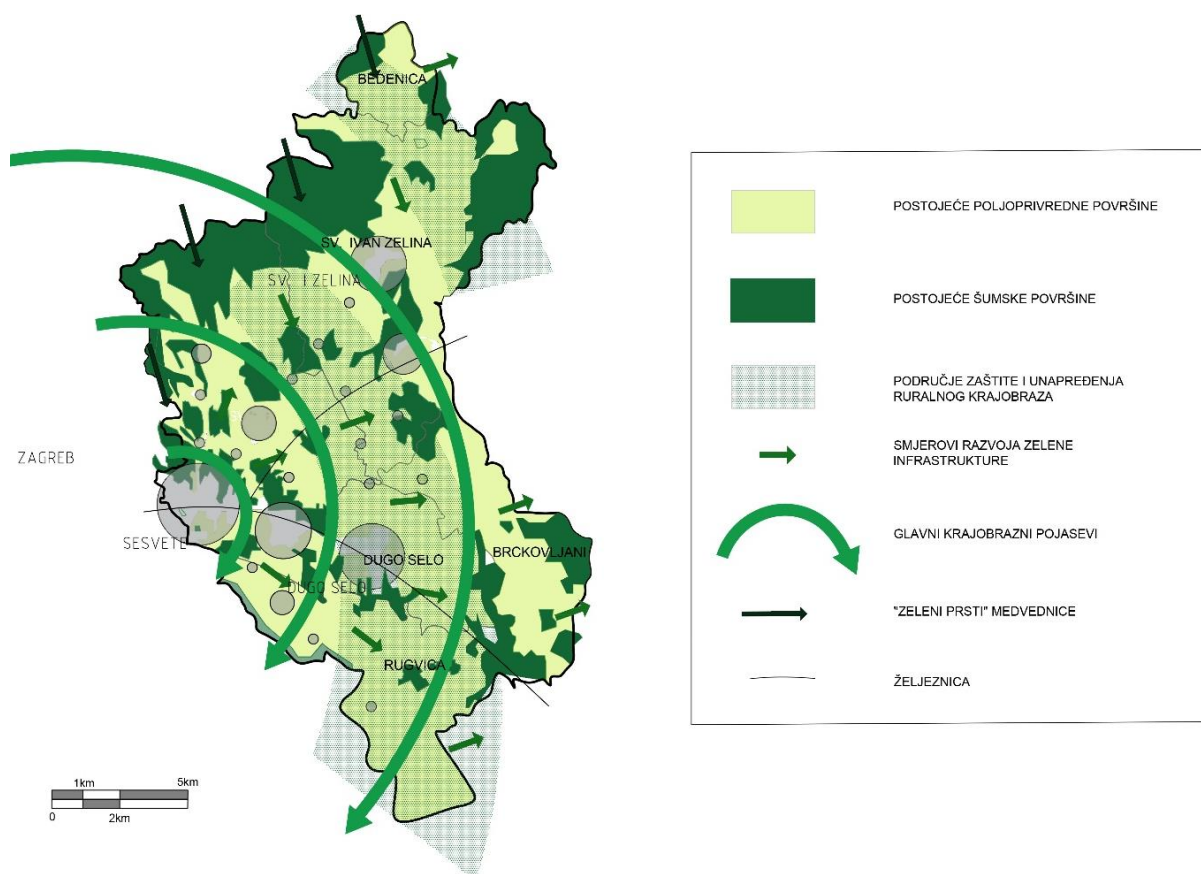 BEDENICA
SV. IVAN ZELINA
SV. I ZELINA
ZAGREB
SESVETE
DUGO SELO
DUGO SELO
BRCKOVLJANI
RUGVICA
1km 5km
0 2km
POSTOJEĆE POLJOPRIVREDNE POVRŠINE
POSTOJEĆE ŠUMSKE POVRŠINE
PODRUČJE ZAŠTITE I UNAPREĐENJA
RURALNOG KRAJOBRAZA
SMJEROVI RAZVOJA ZELENE
INFRASTRUKTURE
GLAVNI KRAJOBRAZNI POJASEVI
"ZELENI PRSTI" MEDVEDNICE
ŽELJEZNICA